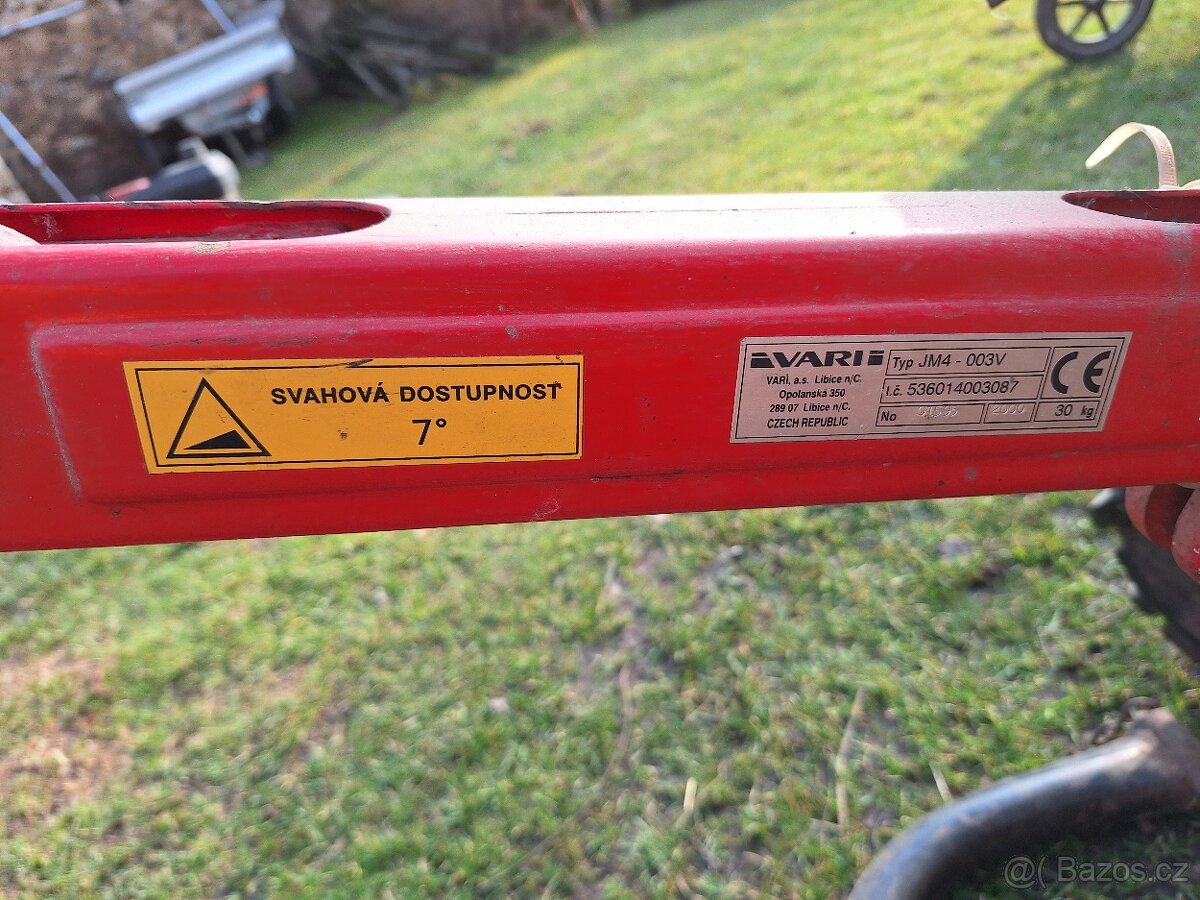 SVAHOVÁ DOSTUPNOST
7°
VARI
VARI, a.s. Libice n/C.
Opolanská 350
289 07 Libice n/C.
CZECH REPUBLIC
Typ JM4 - 003V
I.č. 536014003087
No 2000 30 kg
CE
@ Bazos.cz